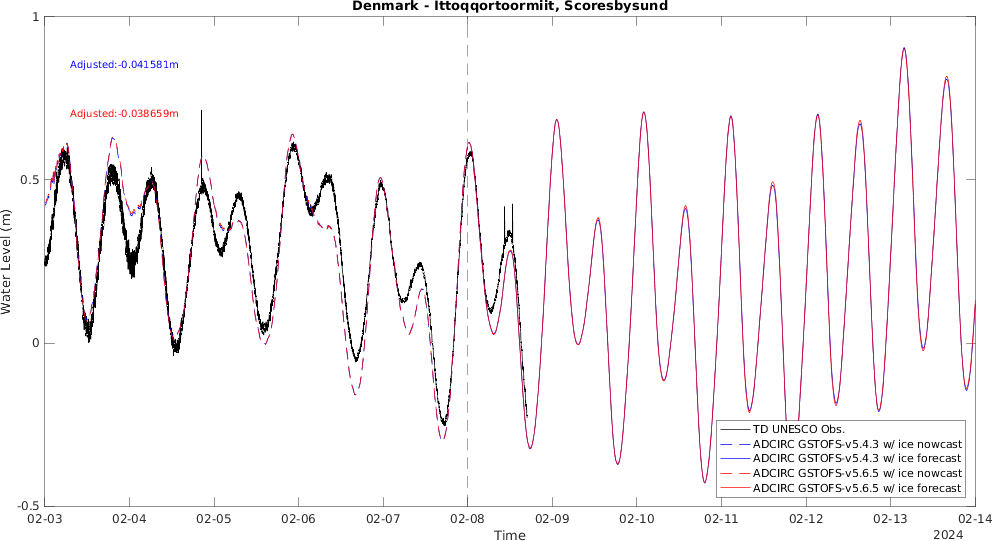 Denmark - Ittoqqortoormiit, Scoresbysund
1
Adjusted:-0.041581m
Adjusted:-0.038659m
0.5
Water Level (m)
0
-0.5
TD UNESCO Obs.
ADCIRC GSTOFS-v5.4.3 w/ ice nowcast
ADCIRC GSTOFS-v5.4.3 w/ ice forecast
ADCIRC GSTOFS-v5.6.5 w/ ice nowcast
ADCIRC GSTOFS-v5.6.5 w/ ice forecast
02-03 02-04 02-05 02-06 02-07 02-08 02-09 02-10 02-11 02-12 02-13 02-14
Time
2024